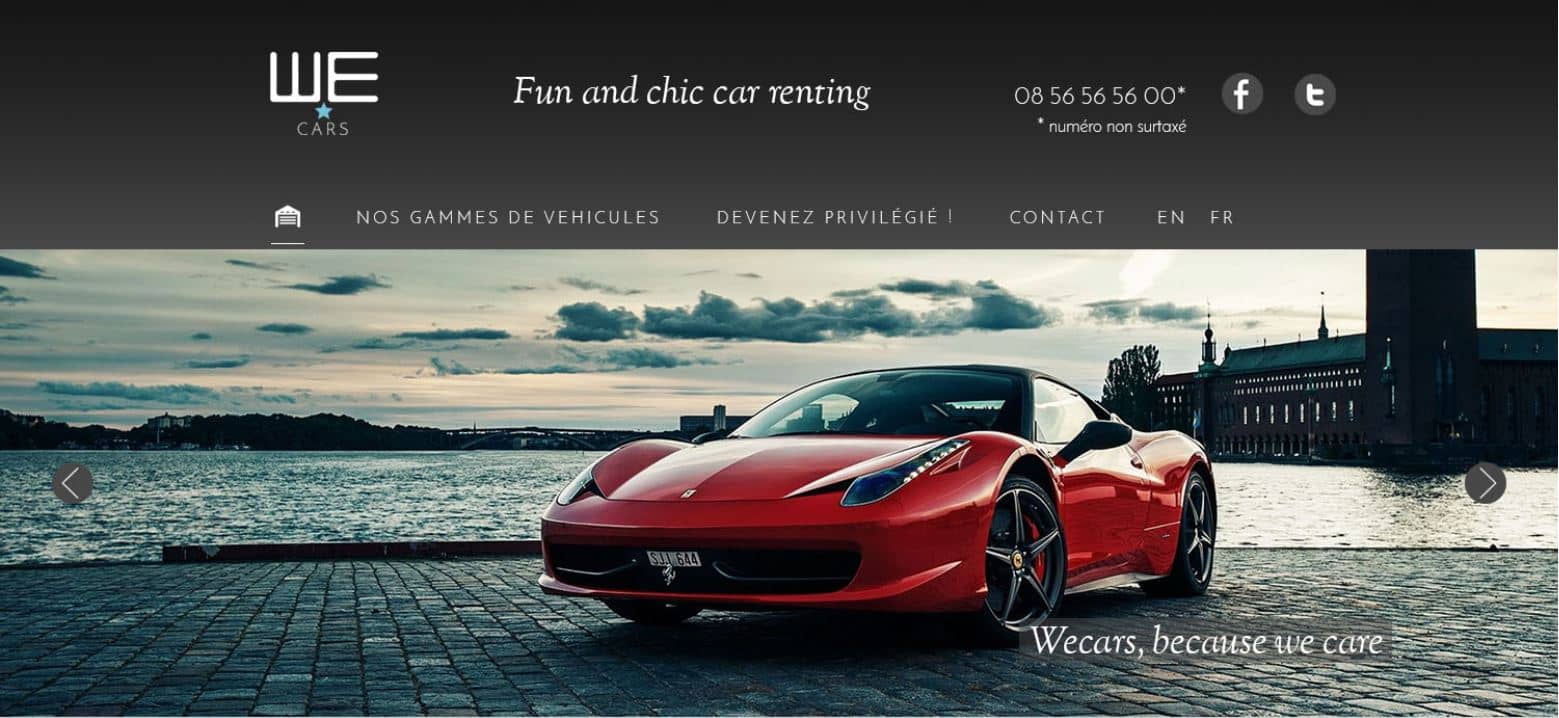 WE
CARS
Fun and chic car renting
08 56 56 56 00*
* numéro non surtaxé
NOS GAMMES DE VEHICULES
DEVENEZ PRIVILÉGIÉ !
CONTACT
EN
FR
SJJ 644
Wecars, because we care